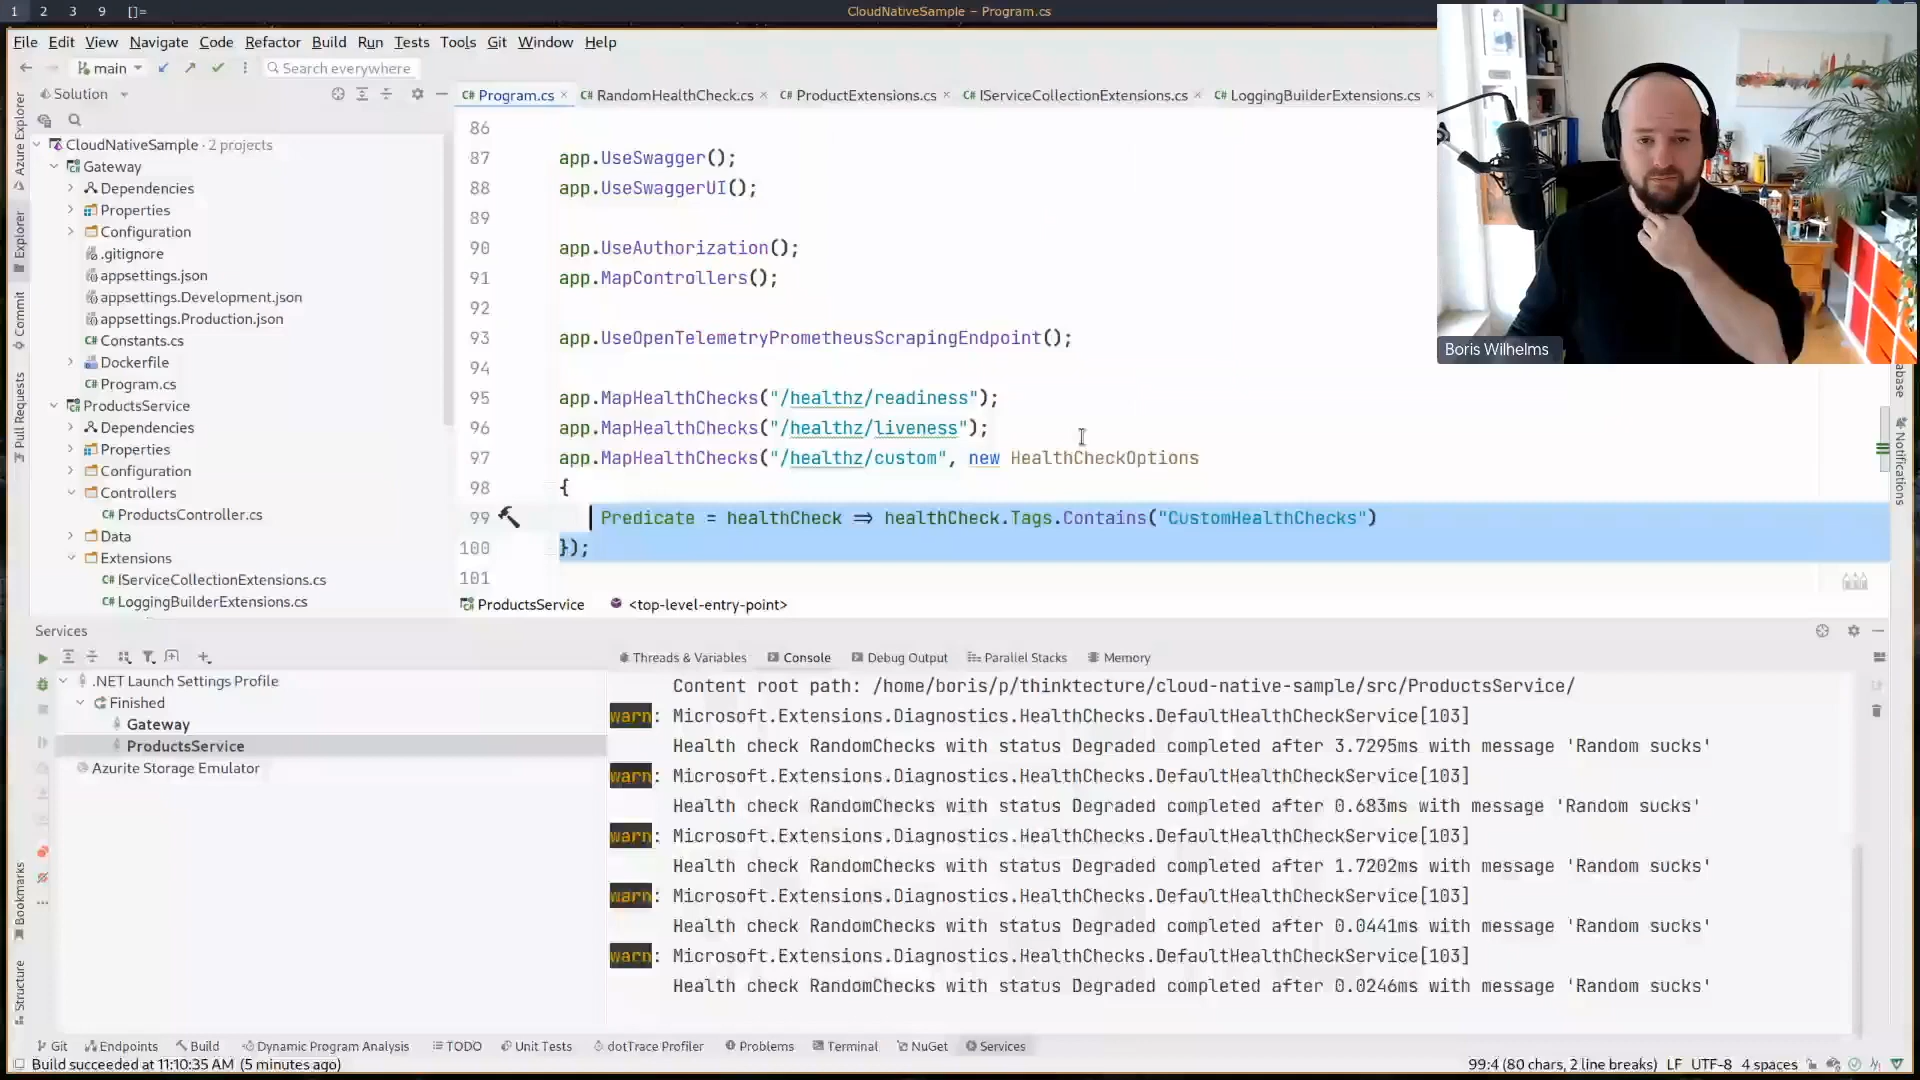 1 2 3 9 []= CloudNativeSample – Program.cs
File Edit View Navigate Code Refactor Build Run Tests Tools Git Window Help
main Search everywhere
Solution
C# Program.cs C# RandomHealthCheck.cs C# ProductExtensions.cs C# IServiceCollectionExtensions.cs C# LoggingBuilderExtensions.cs
Azure Explorer
Explorer
Commit
Pull Requests
Bookmarks
Structure
CloudNativeSample · 2 projects
Gateway
Dependencies
Properties
Configuration
.gitignore
appsettings.json
appsettings.Development.json
appsettings.Production.json
C# Constants.cs
Dockerfile
C# Program.cs
ProductsService
Dependencies
Properties
Configuration
Controllers
C# ProductsController.cs
Data
Extensions
C# IServiceCollectionExtensions.cs
C# LoggingBuilderExtensions.cs
86
87 app.UseSwagger();
88 app.UseSwaggerUI();
89
90 app.UseAuthorization();
91 app.MapControllers();
92
93 app.UseOpenTelemetryPrometheusScrapingEndpoint();
94
95 app.MapHealthChecks("/healthz/readiness");
96 app.MapHealthChecks("/healthz/liveness");
97 app.MapHealthChecks("/healthz/custom", new HealthCheckOptions
98 {
99 Predicate = healthCheck => healthCheck.Tags.Contains("CustomHealthChecks")
100 });
101
ProductsService <top-level-entry-point>
Boris Wilhelms
Notifications
Services
Threads & Variables Console Debug Output Parallel Stacks Memory
.NET Launch Settings Profile
Finished
Gateway
ProductsService
Azurite Storage Emulator
Content root path: /home/boris/p/thinktecture/cloud-native-sample/src/ProductsService/
warn: Microsoft.Extensions.Diagnostics.HealthChecks.DefaultHealthCheckService[103]
Health check RandomChecks with status Degraded completed after 3.7295ms with message 'Random sucks'
warn: Microsoft.Extensions.Diagnostics.HealthChecks.DefaultHealthCheckService[103]
Health check RandomChecks with status Degraded completed after 0.683ms with message 'Random sucks'
warn: Microsoft.Extensions.Diagnostics.HealthChecks.DefaultHealthCheckService[103]
Health check RandomChecks with status Degraded completed after 1.7202ms with message 'Random sucks'
warn: Microsoft.Extensions.Diagnostics.HealthChecks.DefaultHealthCheckService[103]
Health check RandomChecks with status Degraded completed after 0.0441ms with message 'Random sucks'
warn: Microsoft.Extensions.Diagnostics.HealthChecks.DefaultHealthCheckService[103]
Health check RandomChecks with status Degraded completed after 0.0246ms with message 'Random sucks'
Git Endpoints Build Dynamic Program Analysis TODO Unit Tests dotTrace Profiler Problems Terminal NuGet Services
Build succeeded at 11:10:35 AM (5 minutes ago) 99:4 (80 chars, 2 line breaks) LF UTF-8 4 spaces